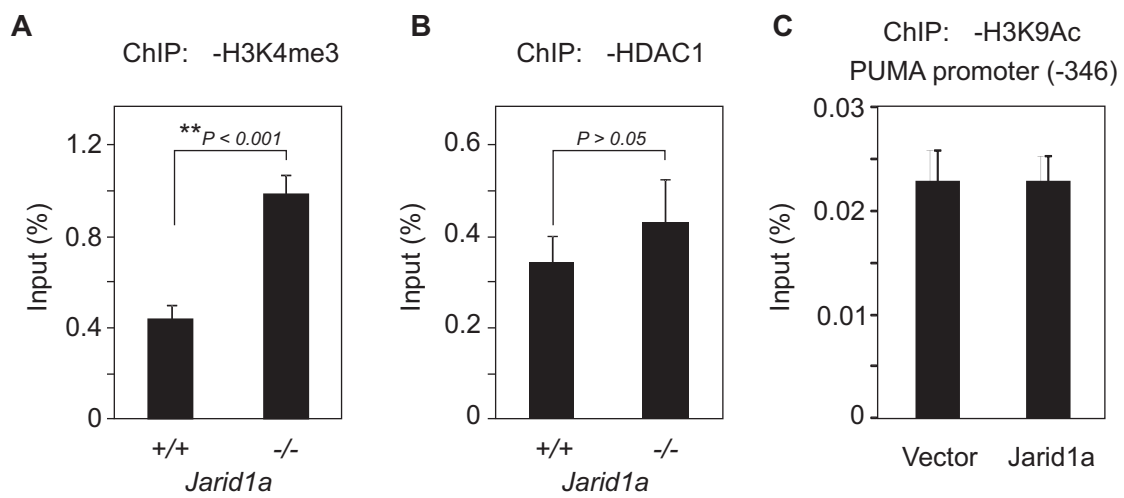 A
ChIP: -H3K4me3
Input (%)
1.2
0.8
0.4
0
**P < 0.001
+/+ -/-
Jarid1a
B
ChIP: -HDAC1
Input (%)
0.6
0.4
0.2
0
P > 0.05
+/+ -/-
Jarid1a
C
ChIP: -H3K9Ac
PUMA promoter (-346)
Input (%)
0.03
0.02
0.01
0
Vector Jarid1a